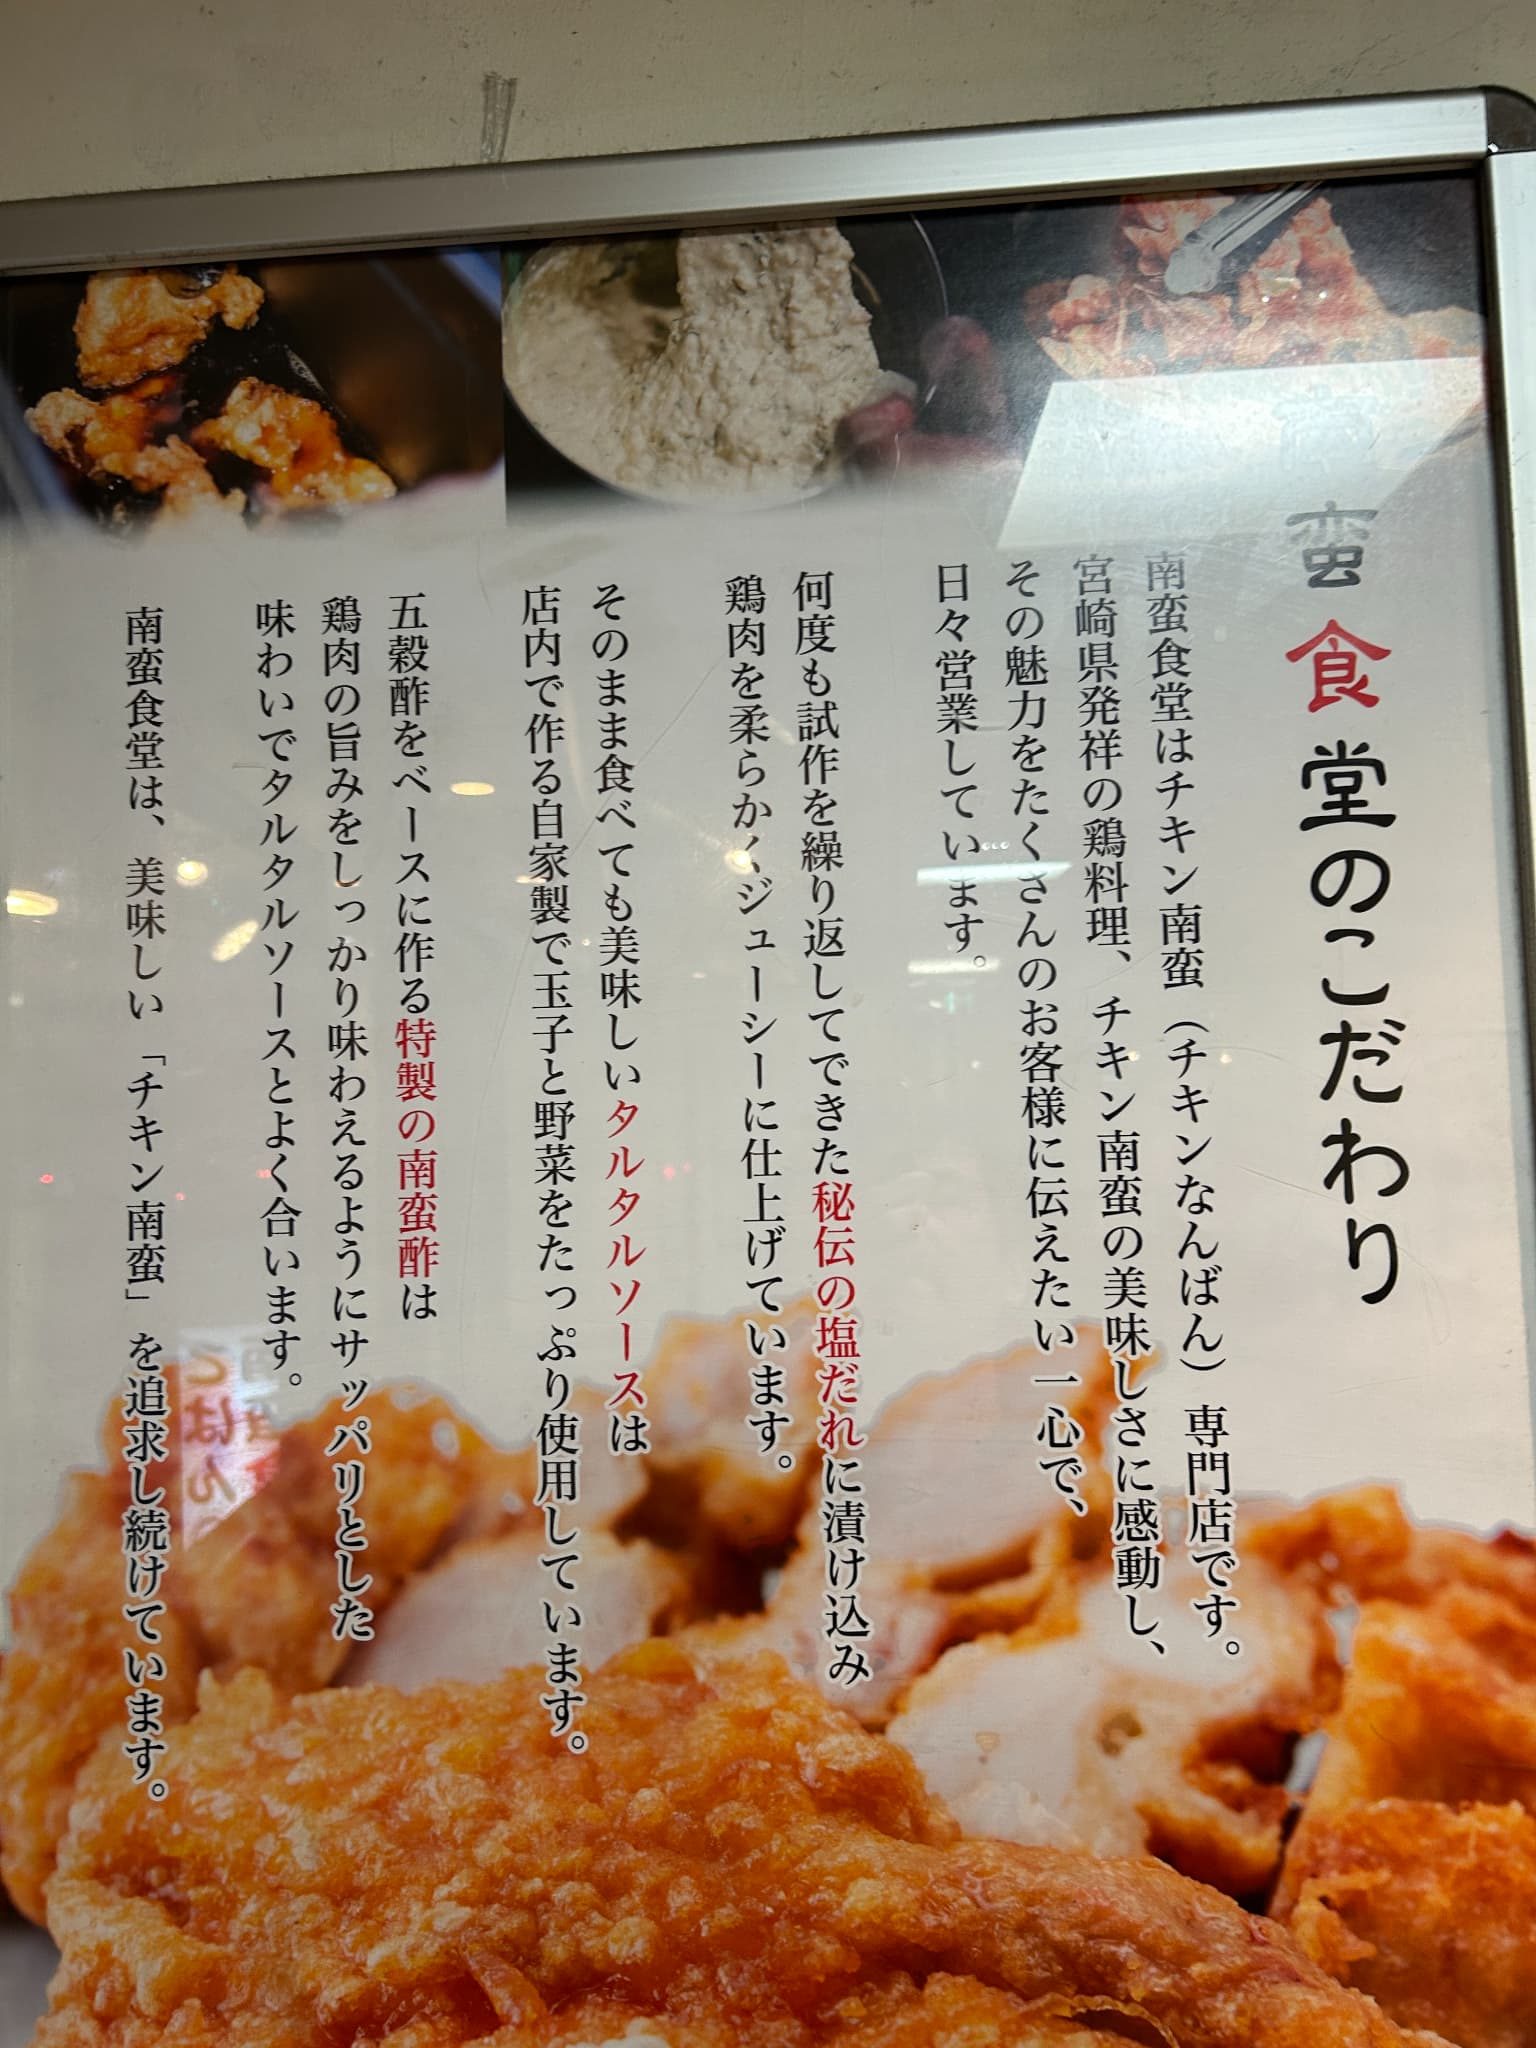 蛮食堂のこだわり
南蛮食堂はチキン南蛮（チキンなんばん）専門店です。
宮崎県発祥の鶏料理、チキン南蛮の美味しさに感動し、
その魅力をたくさんのお客様に伝えたい一心で、
日々営業しています。
何度も試作を繰り返してできた秘伝の塩だれに漬け込み
鶏肉を柔らかくジューシーに仕上げています。
そのまま食べても美味しいタルタルソースは
店内で作る自家製で玉子と野菜をたっぷり使用しています。
五穀酢をベースに作る特製の南蛮酢は
鶏肉の旨みをしっかり味わえるようにサッパリとした
味わいでタルタルソースとよく合います。
南蛮食堂は、美味しい「チキン南蛮」を追求し続けています。